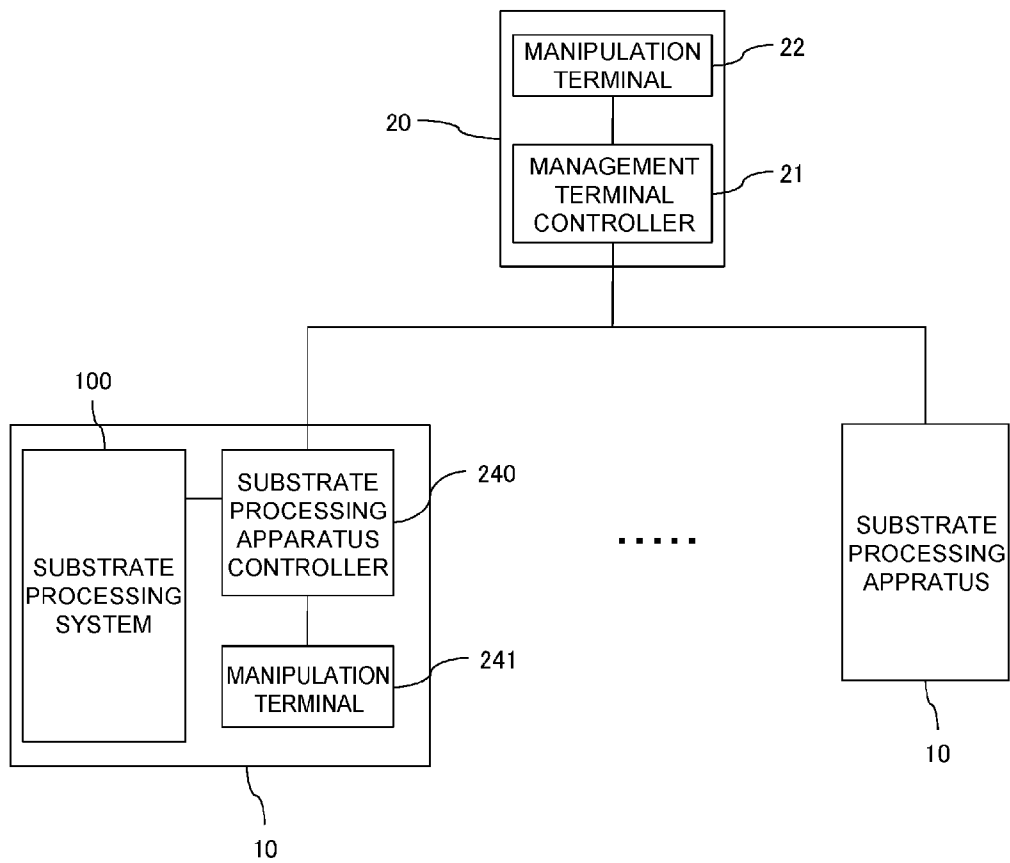 MANIPULATION
TERMINAL
22
20
MANAGEMENT
TERMINAL
CONTROLLER
21
100
SUBSTRATE
PROCESSING
SYSTEM
SUBSTRATE
PROCESSING
APPARATUS
CONTROLLER
240
MANIPULATION
TERMINAL
241
10
SUBSTRATE
PROCESSING
APPRATUS
10